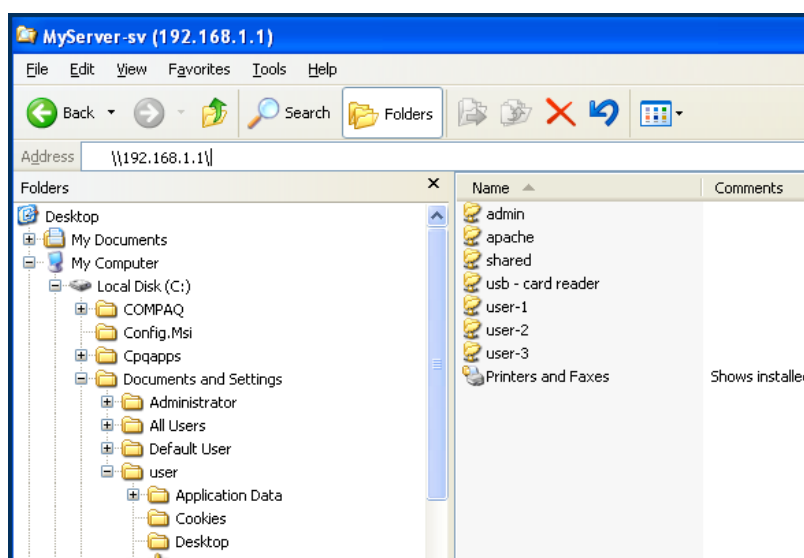 MyServer-sv (192.168.1.1)
File Edit View Favorites Tools Help
Back Search Folders
Address \\192.168.1.1\
Folders
Desktop
My Documents
My Computer
Local Disk (C:)
COMPAQ
Config.Msi
Cpqapps
Documents and Settings
Administrator
All Users
Default User
user
Application Data
Cookies
Desktop
Name Comments
admin
apache
shared
usb - card reader
user-1
user-2
user-3
Printers and Faxes Shows installe